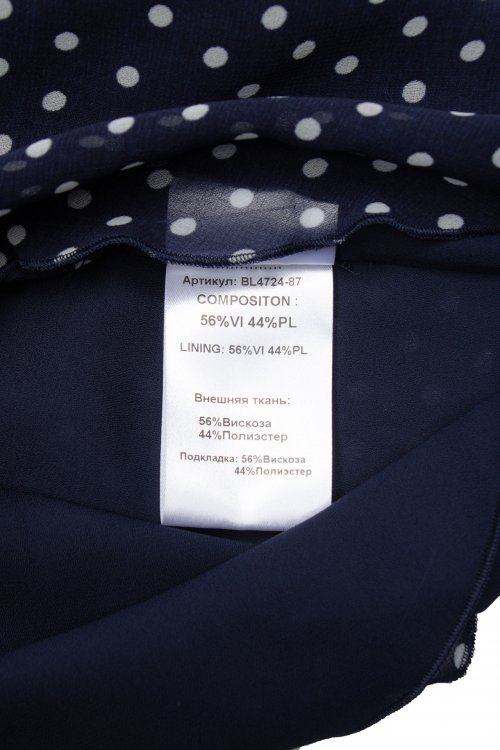 Артикул: BL4724-87
COMPOSITON :
56%VI 44%PL
LINING: 56%VI 44%PL
Внешняя ткань:
56%Вискоза
44%Полиэстер
Подкладка: 56%Вискоза
44%Полиэстер